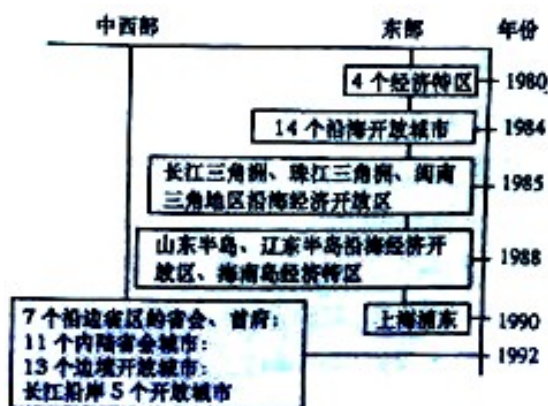 中西部 东部 年份
4个经济特区 1980
14个沿海开放城市 1984
长江三角洲、珠江三角洲、闽南
三角地区沿海经济开放区
1985
山东半岛、辽东半岛沿海经济开
放区、海南岛经济特区
1988
上海浦东 1990
7个沿边省区的省会、首府:
11个内陆省会城市:
13个边境开放城市:
长江沿岸5个开放城市
1992